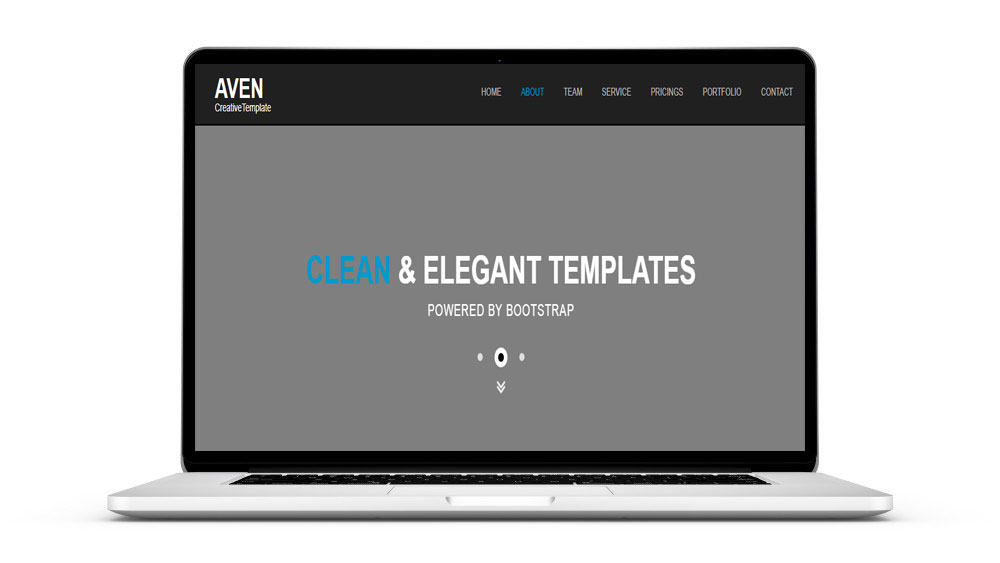 AVEN
CreativeTemplate
HOME ABOUT TEAM SERVICE PRICINGS PORTFOLIO CONTACT
CLEAN & ELEGANT TEMPLATES
POWERED BY BOOTSTRAP